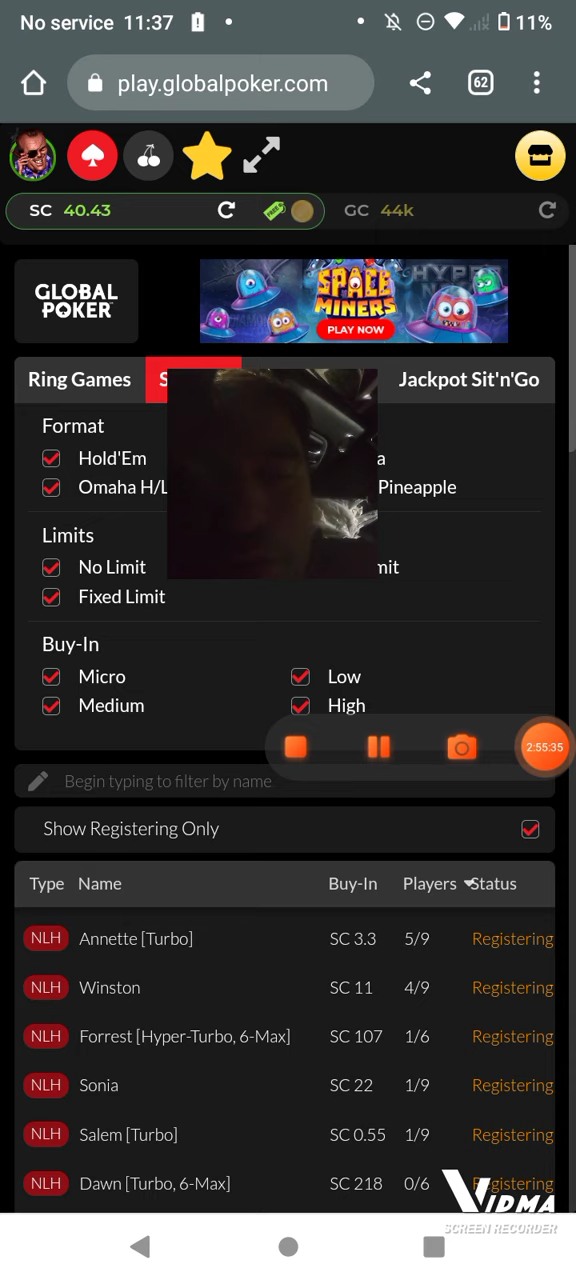 No service 11:37 11%
62
play.globalpoker.com
SC 40.43 FREE GC 44k
GLOBAL POKER
SPACE MINERS
PLAY NOW
Ring Games S Jackpot Sit'n'Go
Format
Hold'Em a
Omaha H/L Pineapple
Limits
No Limit mit
Fixed Limit
Buy-In
Micro Low
Medium High
2:55:35
Begin typing to filter by name
Show Registering Only
Type Name Buy-In Players Status
NLH Annette [Turbo] SC 3.3 5/9 Registering
NLH Winston SC 11 4/9 Registering
NLH Forrest [Hyper-Turbo, 6-Max] SC 107 1/6 Registering
NLH Sonia SC 22 1/9 Registering
NLH Salem [Turbo] SC 0.55 1/9 Registering
NLH Dawn [Turbo, 6-Max] SC 218 0/6 egistering
VIDMA
SCREEN RECORDER